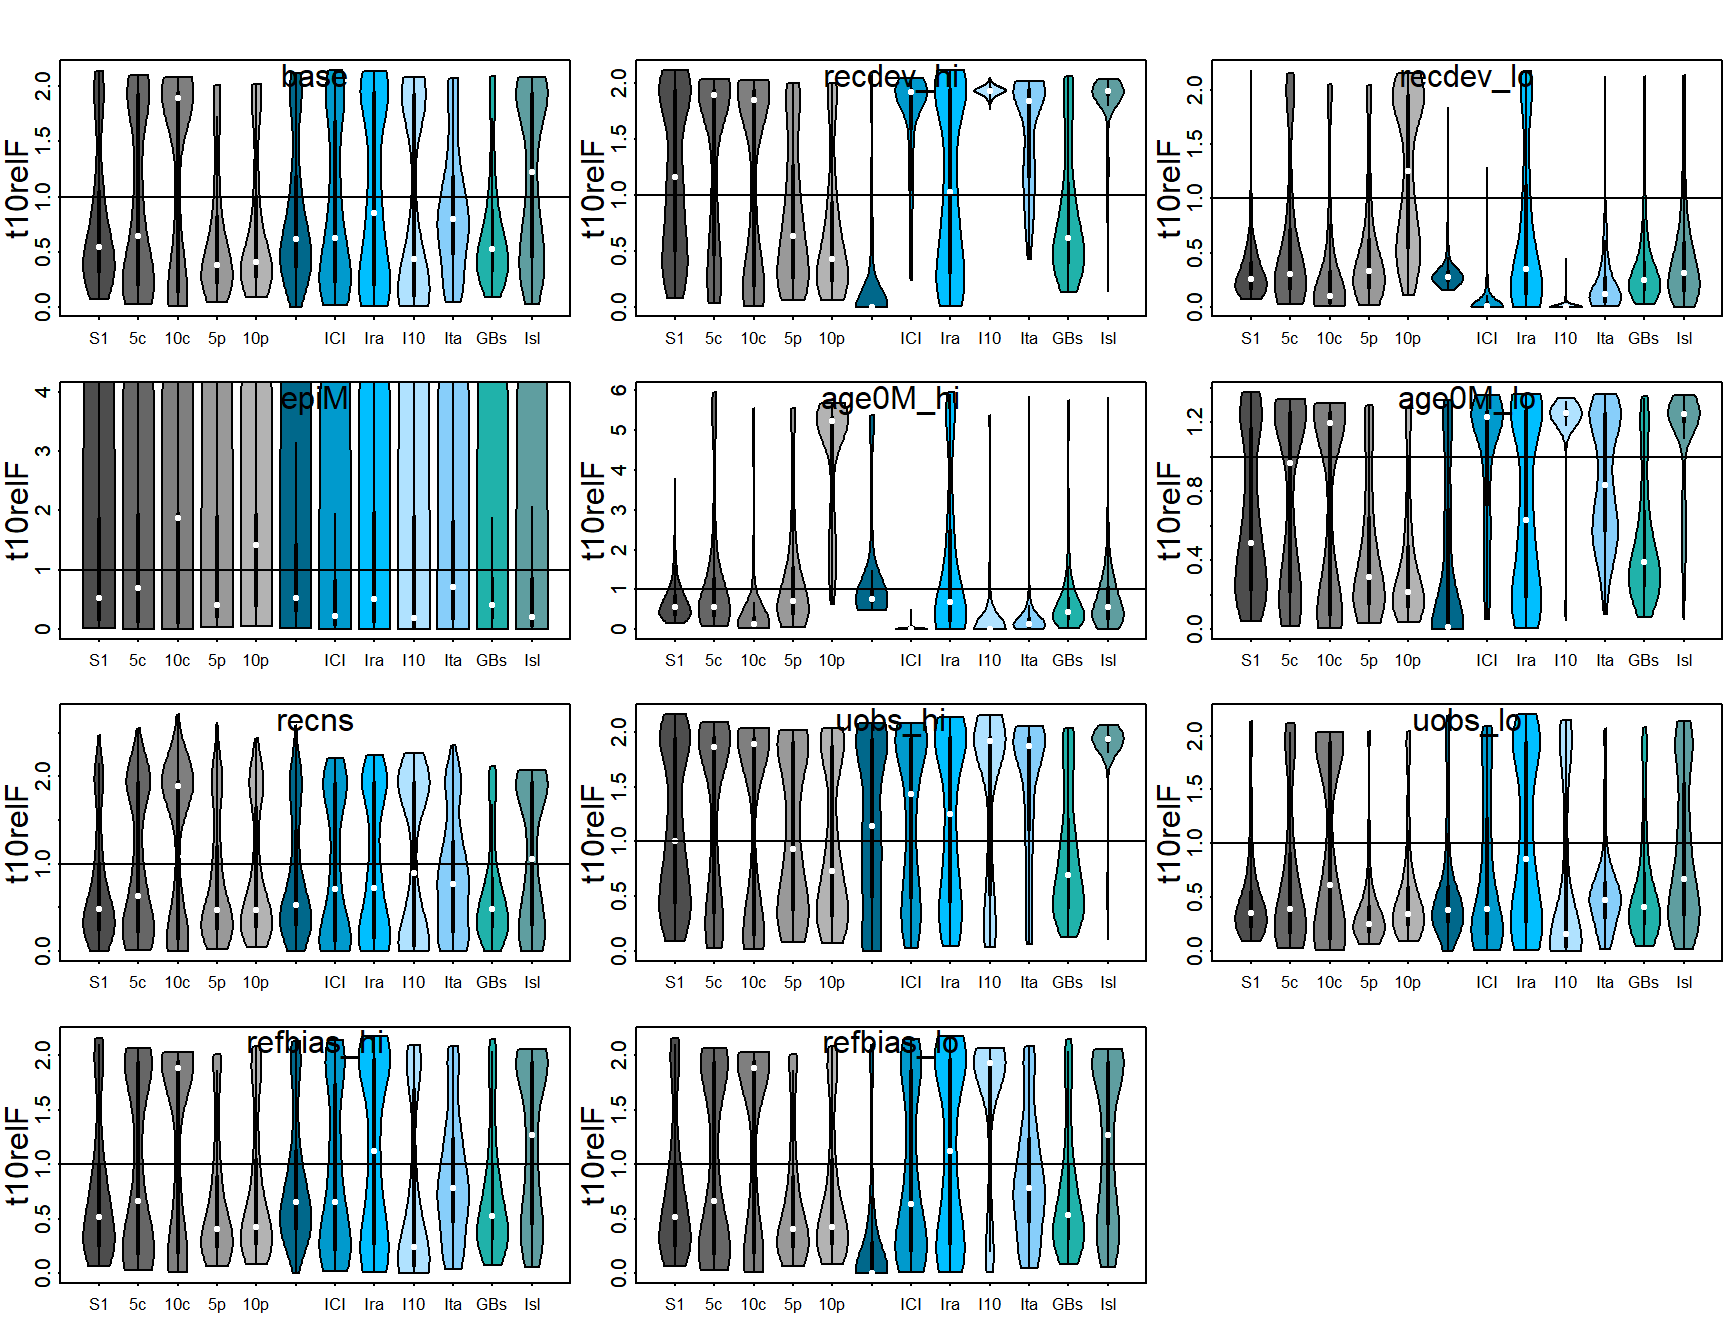 base
t10relF
0.0 0.5 1.0 1.5 2.0
S1 5c 10c 5p 10p ICI Ira I10 Ita GBs Isl
recdev_hi
t10relF
0.0 0.5 1.0 1.5 2.0
S1 5c 10c 5p 10p ICI Ira I10 Ita GBs Isl
recdev_lo
t10relF
0.0 0.5 1.0 1.5 2.0
S1 5c 10c 5p 10p ICI Ira I10 Ita GBs Isl
epiM
t10relF
0 1 2 3 4
S1 5c 10c 5p 10p ICI Ira I10 Ita GBs Isl
age0M_hi
t10relF
0 1 2 3 4 5 6
S1 5c 10c 5p 10p ICI Ira I10 Ita GBs Isl
age0M_lo
t10relF
0.0 0.4 0.8 1.2
S1 5c 10c 5p 10p ICI Ira I10 Ita GBs Isl
recns
t10relF
0.0 1.0 2.0
S1 5c 10c 5p 10p ICI Ira I10 Ita GBs Isl
uobs_hi
t10relF
0.0 0.5 1.0 1.5 2.0
S1 5c 10c 5p 10p ICI Ira I10 Ita GBs Isl
uobs_lo
t10relF
0.0 0.5 1.0 1.5 2.0
S1 5c 10c 5p 10p ICI Ira I10 Ita GBs Isl
refbias_hi
t10relF
0.0 0.5 1.0 1.5 2.0
S1 5c 10c 5p 10p ICI Ira I10 Ita GBs Isl
refbias_lo
t10relF
0.0 0.5 1.0 1.5 2.0
S1 5c 10c 5p 10p ICI Ira I10 Ita GBs Isl